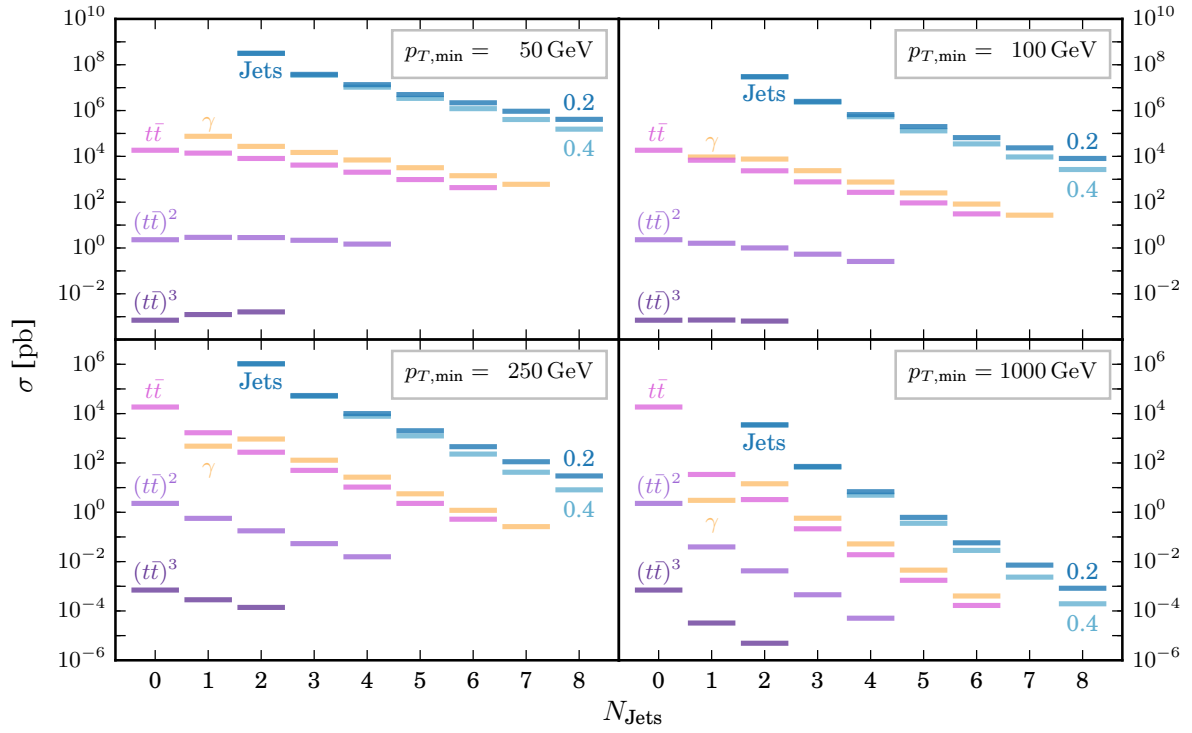 10^{10}
10^{8}
10^{6}
10^{4}
10^{2}
10^{0}
10^{-2}
p_{T,min} = 50 GeV
Jets
γ
tt̄
(tt̄)^2
(tt̄)^3
0.2
0.4
p_{T,min} = 100 GeV
Jets
γ
tt̄
(tt̄)^2
(tt̄)^3
0.2
0.4
10^{10}
10^{8}
10^{6}
10^{4}
10^{2}
10^{0}
10^{-2}
σ [pb]
10^{6}
10^{4}
10^{2}
10^{0}
10^{-2}
10^{-4}
10^{-6}
p_{T,min} = 250 GeV
Jets
tt̄
γ
(tt̄)^2
(tt̄)^3
0.2
0.4
p_{T,min} = 1000 GeV
tt̄
Jets
(tt̄)^2
γ
(tt̄)^3
0.2
0.4
10^{6}
10^{4}
10^{2}
10^{0}
10^{-2}
10^{-4}
10^{-6}
0 1 2 3 4 5 6 7 8
0 1 2 3 4 5 6 7 8
N_{Jets}